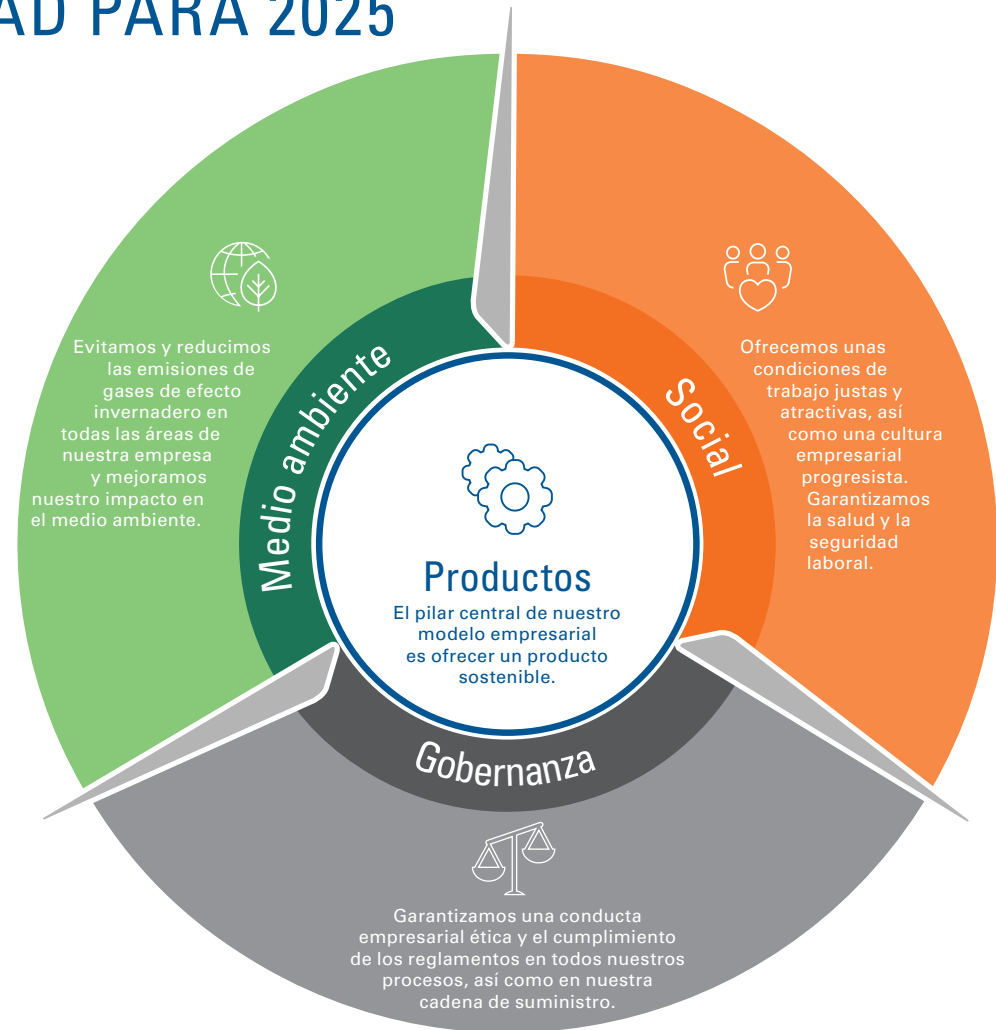 AD PARA 2025
Medio ambiente
Evitamos y reducimos
las emisiones de
gases de efecto
invernadero en
todas las áreas de
nuestra empresa
y mejoramos
nuestro impacto en
el medio ambiente.
Social
Ofrecemos unas
condiciones de
trabajo justas y
atractivas, así
como una cultura
empresarial
progresista.
Garantizamos
la salud y la
seguridad
laboral.
Productos
El pilar central de nuestro
modelo empresarial
es ofrecer un producto
sostenible.
Gobernanza
Garantizamos una conducta
empresarial ética y el cumplimiento
de los reglamentos en todos nuestros
procesos, así como en nuestra
cadena de suministro.